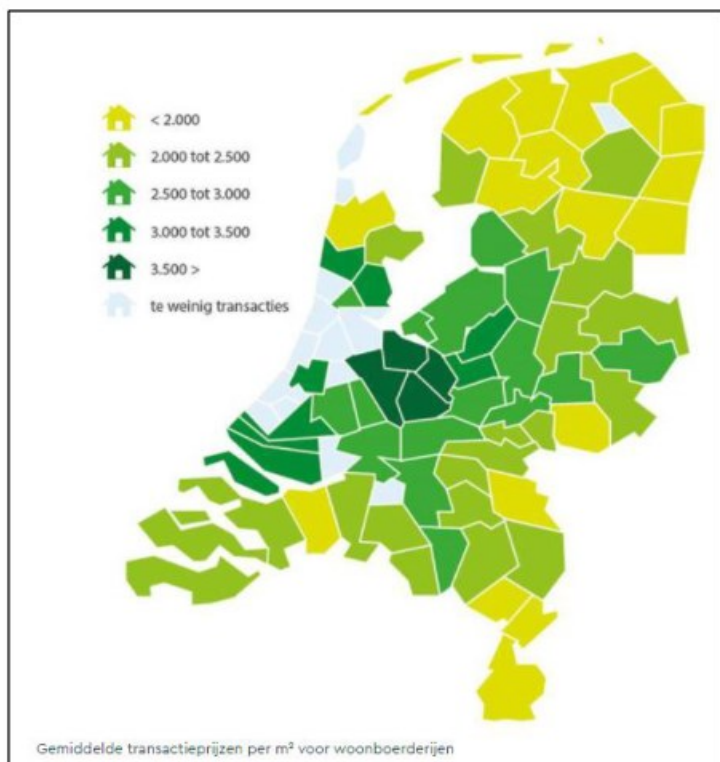 < 2.000
2.000 tot 2.500
2.500 tot 3.000
3.000 tot 3.500
3.500 >
te weinig transacties
Gemiddelde transactieprijzen per m² voor woonboerderijen